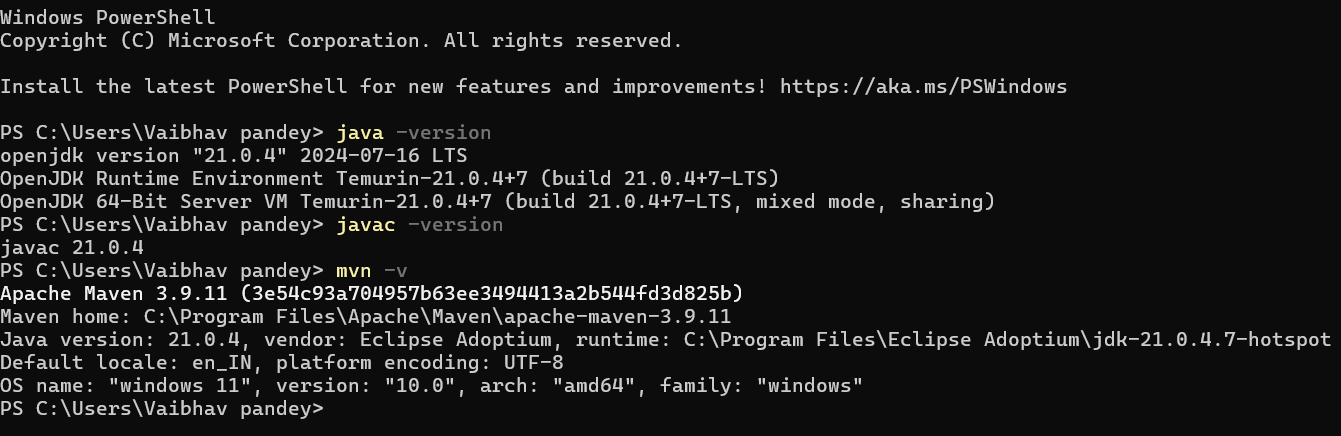 Windows PowerShell
Copyright (C) Microsoft Corporation. All rights reserved.
Install the latest PowerShell for new features and improvements! https://aka.ms/PSWindows
PS C:\Users\Vaibhav pandey> java -version
openjdk version "21.0.4" 2024-07-16 LTS
OpenJDK Runtime Environment Temurin-21.0.4+7 (build 21.0.4+7-LTS)
OpenJDK 64-Bit Server VM Temurin-21.0.4+7 (build 21.0.4+7-LTS, mixed mode, sharing)
PS C:\Users\Vaibhav pandey> javac -version
javac 21.0.4
PS C:\Users\Vaibhav pandey> mvn -v
Apache Maven 3.9.11 (3e54c93a704957b63ee3494413a2b544fd3d825b)
Maven home: C:\Program Files\Apache\Maven\apache-maven-3.9.11
Java version: 21.0.4, vendor: Eclipse Adoptium, runtime: C:\Program Files\Eclipse Adoptium\jdk-21.0.4.7-hotspot
Default locale: en_IN, platform encoding: UTF-8
OS name: "windows 11", version: "10.0", arch: "amd64", family: "windows"
PS C:\Users\Vaibhav pandey>